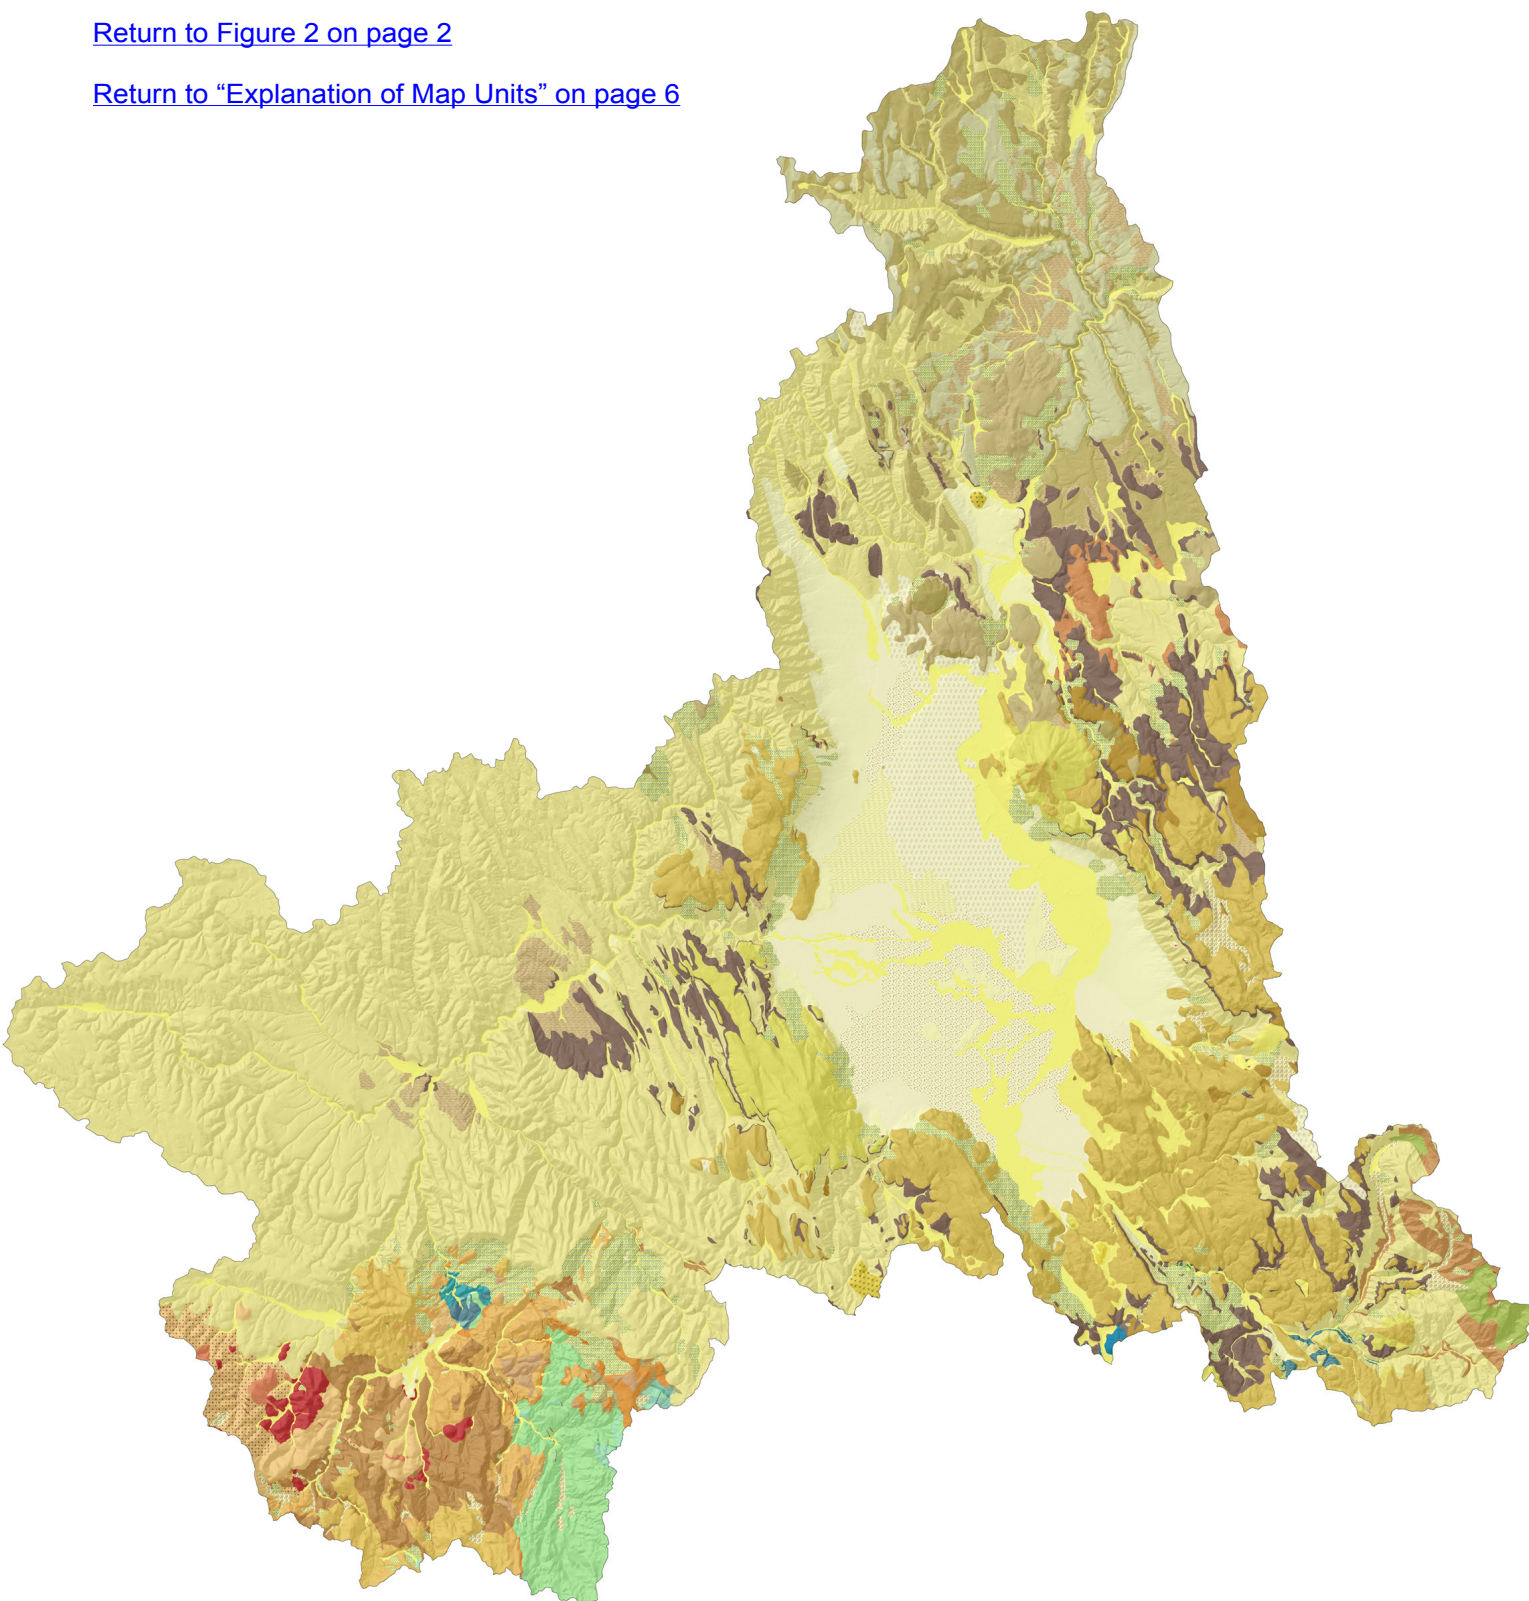 Return to Figure 2 on page 2
Return to “Explanation of Map Units” on page 6